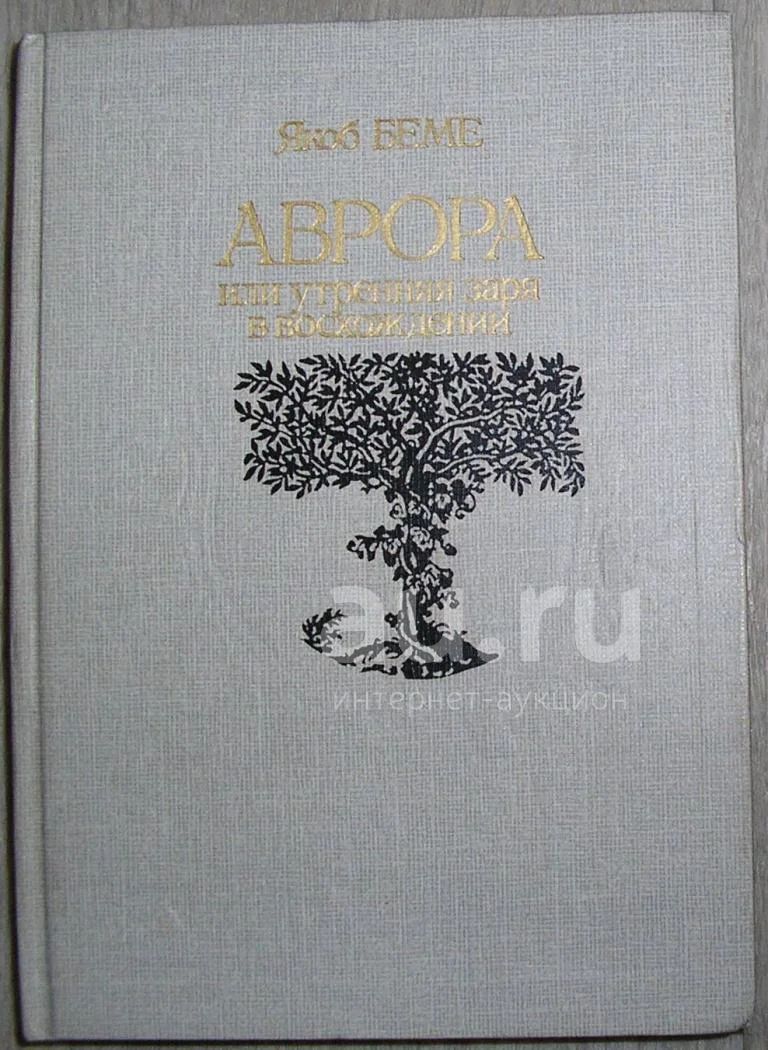 Якоб БЕМЕ
АВРОРА
или утренняя заря
в восхождении
au.ru
интернет-аукцион